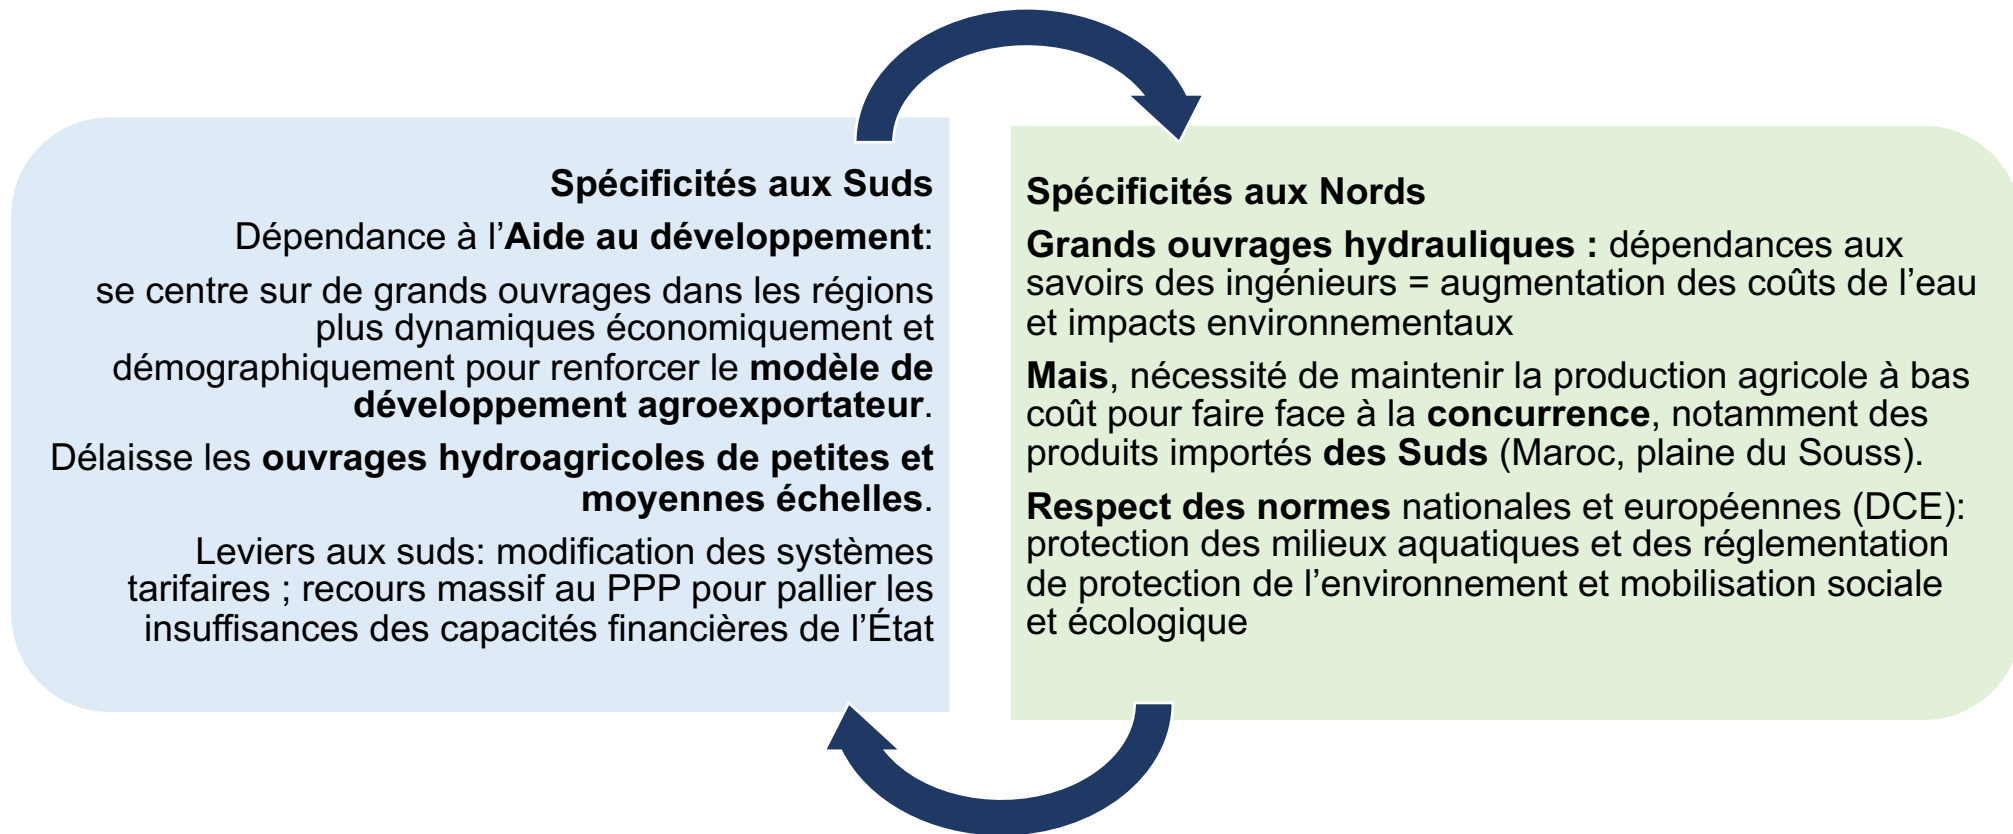 Spécificités aux Suds
Dépendance à l’Aide au développement:
se centre sur de grands ouvrages dans les régions
plus dynamiques économiquement et
démographiquement pour renforcer le modèle de
développement agroexportateur.
Délaisse les ouvrages hydroagricoles de petites et
moyennes échelles.
Leviers aux suds: modification des systèmes
tarifaires ; recours massif au PPP pour pallier les
insuffisances des capacités financières de l’État
Spécificités aux Nords
Grands ouvrages hydrauliques : dépendances aux
savoirs des ingénieurs = augmentation des coûts de l’eau
et impacts environnementaux
Mais, nécessité de maintenir la production agricole à bas
coût pour faire face à la concurrence, notamment des
produits importés des Suds (Maroc, plaine du Souss).
Respect des normes nationales et européennes (DCE):
protection des milieux aquatiques et des réglementation
de protection de l’environnement et mobilisation sociale
et écologique